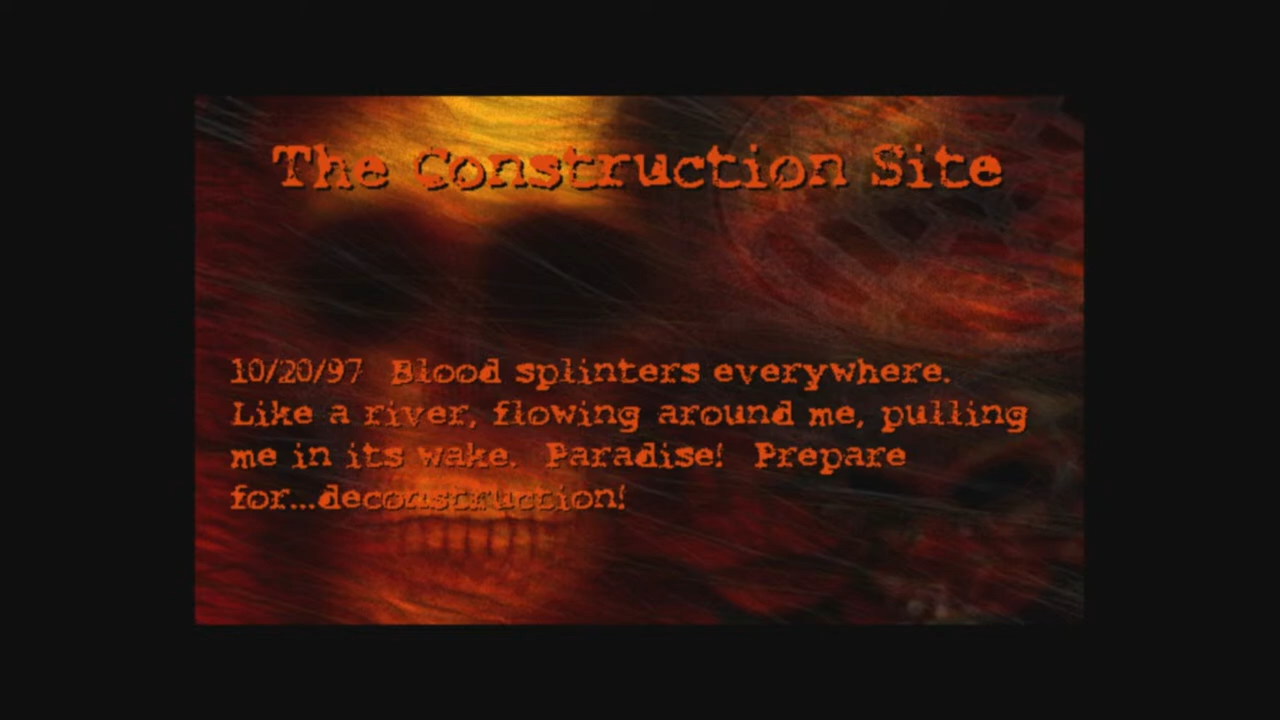 The Construction Site
10/20/97 Blood splinters everywhere.
Like a river, flowing around me, pulling
me in its wake. Paradise! Prepare
for...deconstruction!